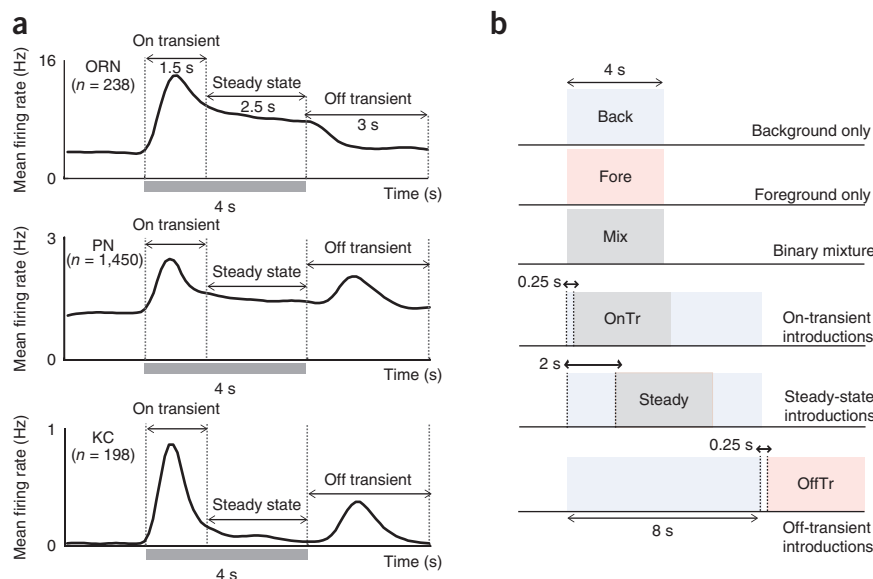 a
On transient
16
ORN
(n = 238)
1.5 s
Steady state
2.5 s
Off transient
3 s
Mean firing rate (Hz)
0
Time (s)
4 s
On transient
3
PN
(n = 1,450)
Off transient
Steady state
Mean firing rate (Hz)
0
Time (s)
4 s
On transient
1
KC
(n = 198)
Off transient
Steady state
Mean firing rate (Hz)
0
Time (s)
4 s
b
4 s
Back
Background only
Fore
Foreground only
Mix
Binary mixture
0.25 s
OnTr
On-transient
introductions
2 s
Steady
Steady-state
introductions
0.25 s
OffTr
8 s
Off-transient
introductions